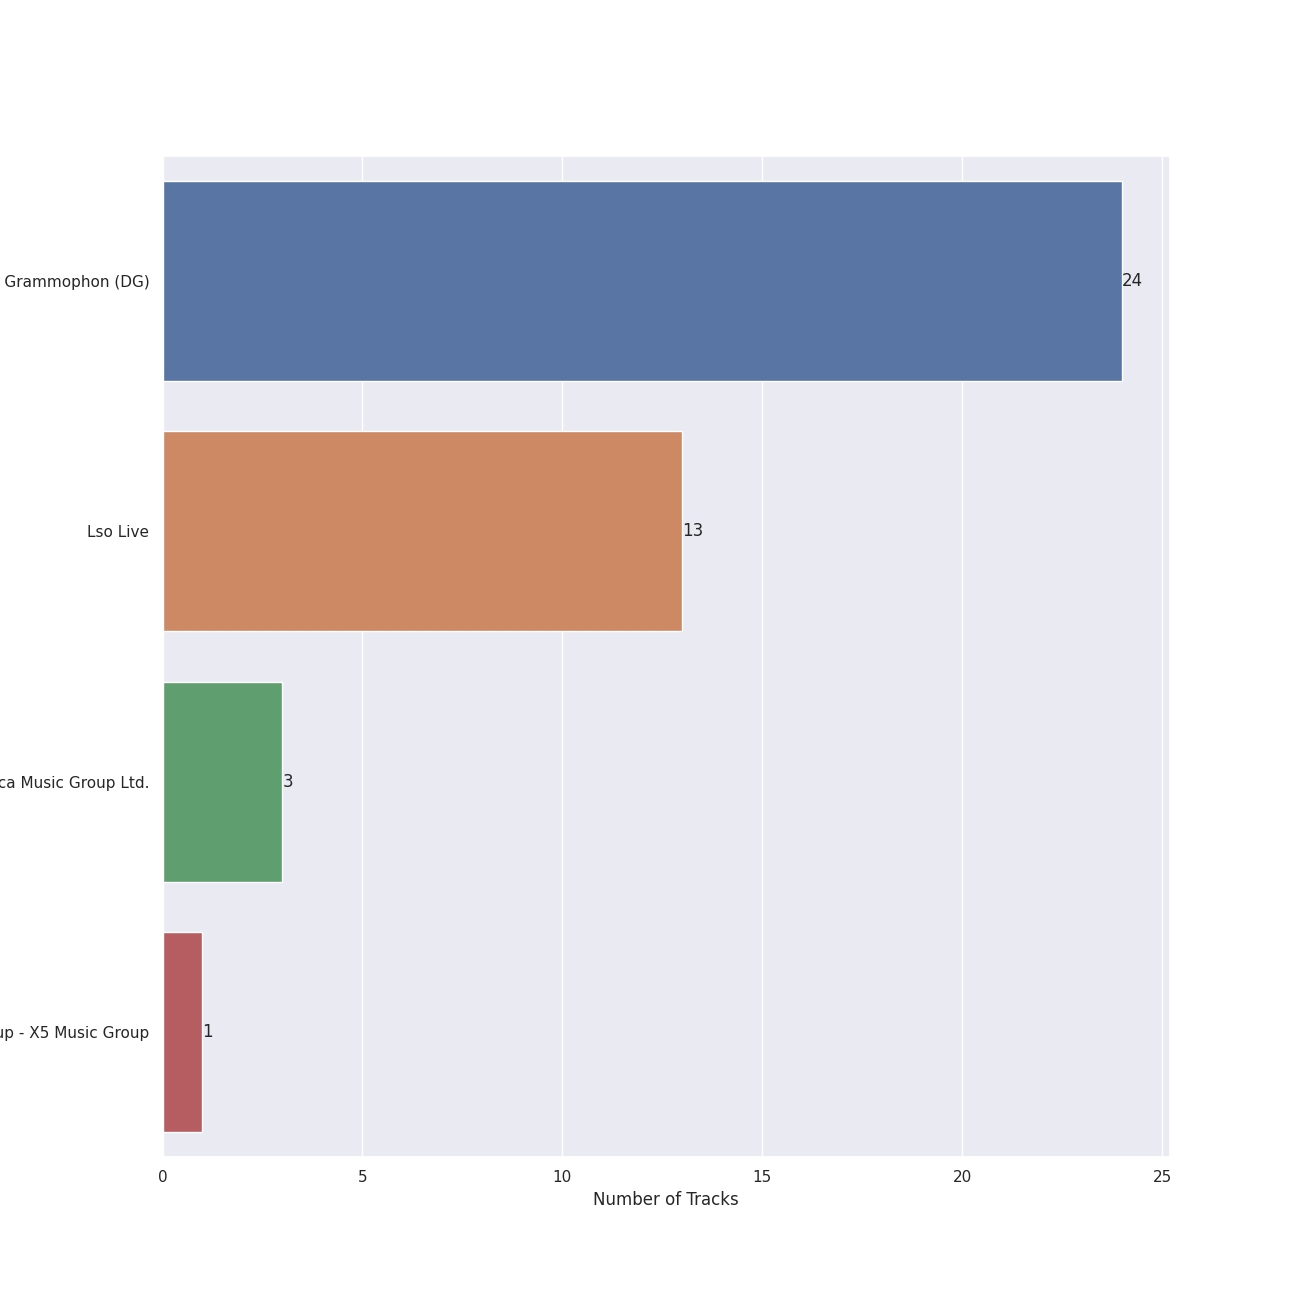 Grammophon (DG)
24
Lso Live
13
ca Music Group Ltd.
3
up - X5 Music Group
1
0 5 10 15 20 25
Number of Tracks